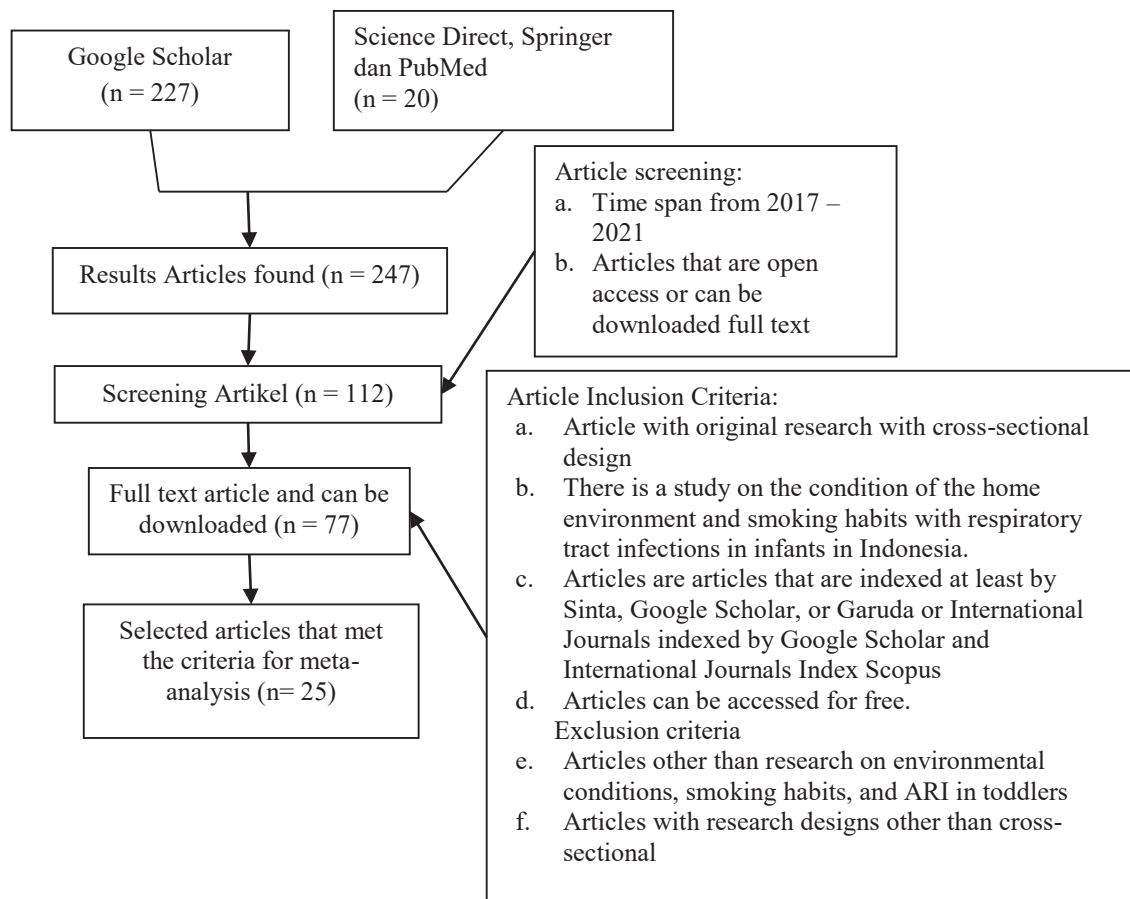 Google Scholar
(n = 227)
Science Direct, Springer
dan PubMed
(n = 20)
Results Articles found (n = 247)
Article screening:
a. Time span from 2017 –
2021
b. Articles that are open
access or can be
downloaded full text
Screening Artikel (n = 112)
Full text article and can be
downloaded (n = 77)
Article Inclusion Criteria:
a. Article with original research with cross-sectional
design
b. There is a study on the condition of the home
environment and smoking habits with respiratory
tract infections in infants in Indonesia.
c. Articles are articles that are indexed at least by
Sinta, Google Scholar, or Garuda or International
Journals indexed by Google Scholar and
International Journals Index Scopus
d. Articles can be accessed for free.
Exclusion criteria
e. Articles other than research on environmental
conditions, smoking habits, and ARI in toddlers
f. Articles with research designs other than cross-
sectional
Selected articles that met
the criteria for meta-
analysis (n= 25)